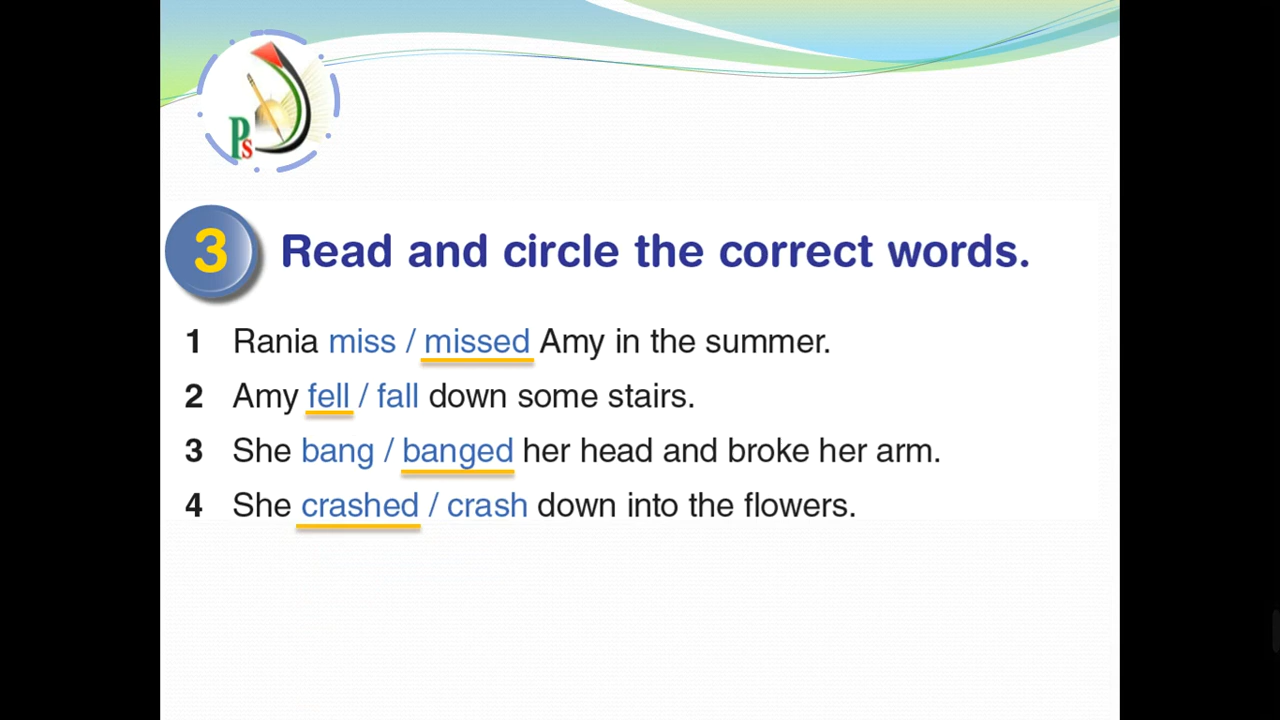 Ps
3 Read and circle the correct words.
1 Rania miss / missed Amy in the summer.
2 Amy fell / fall down some stairs.
3 She bang / banged her head and broke her arm.
4 She crashed / crash down into the flowers.